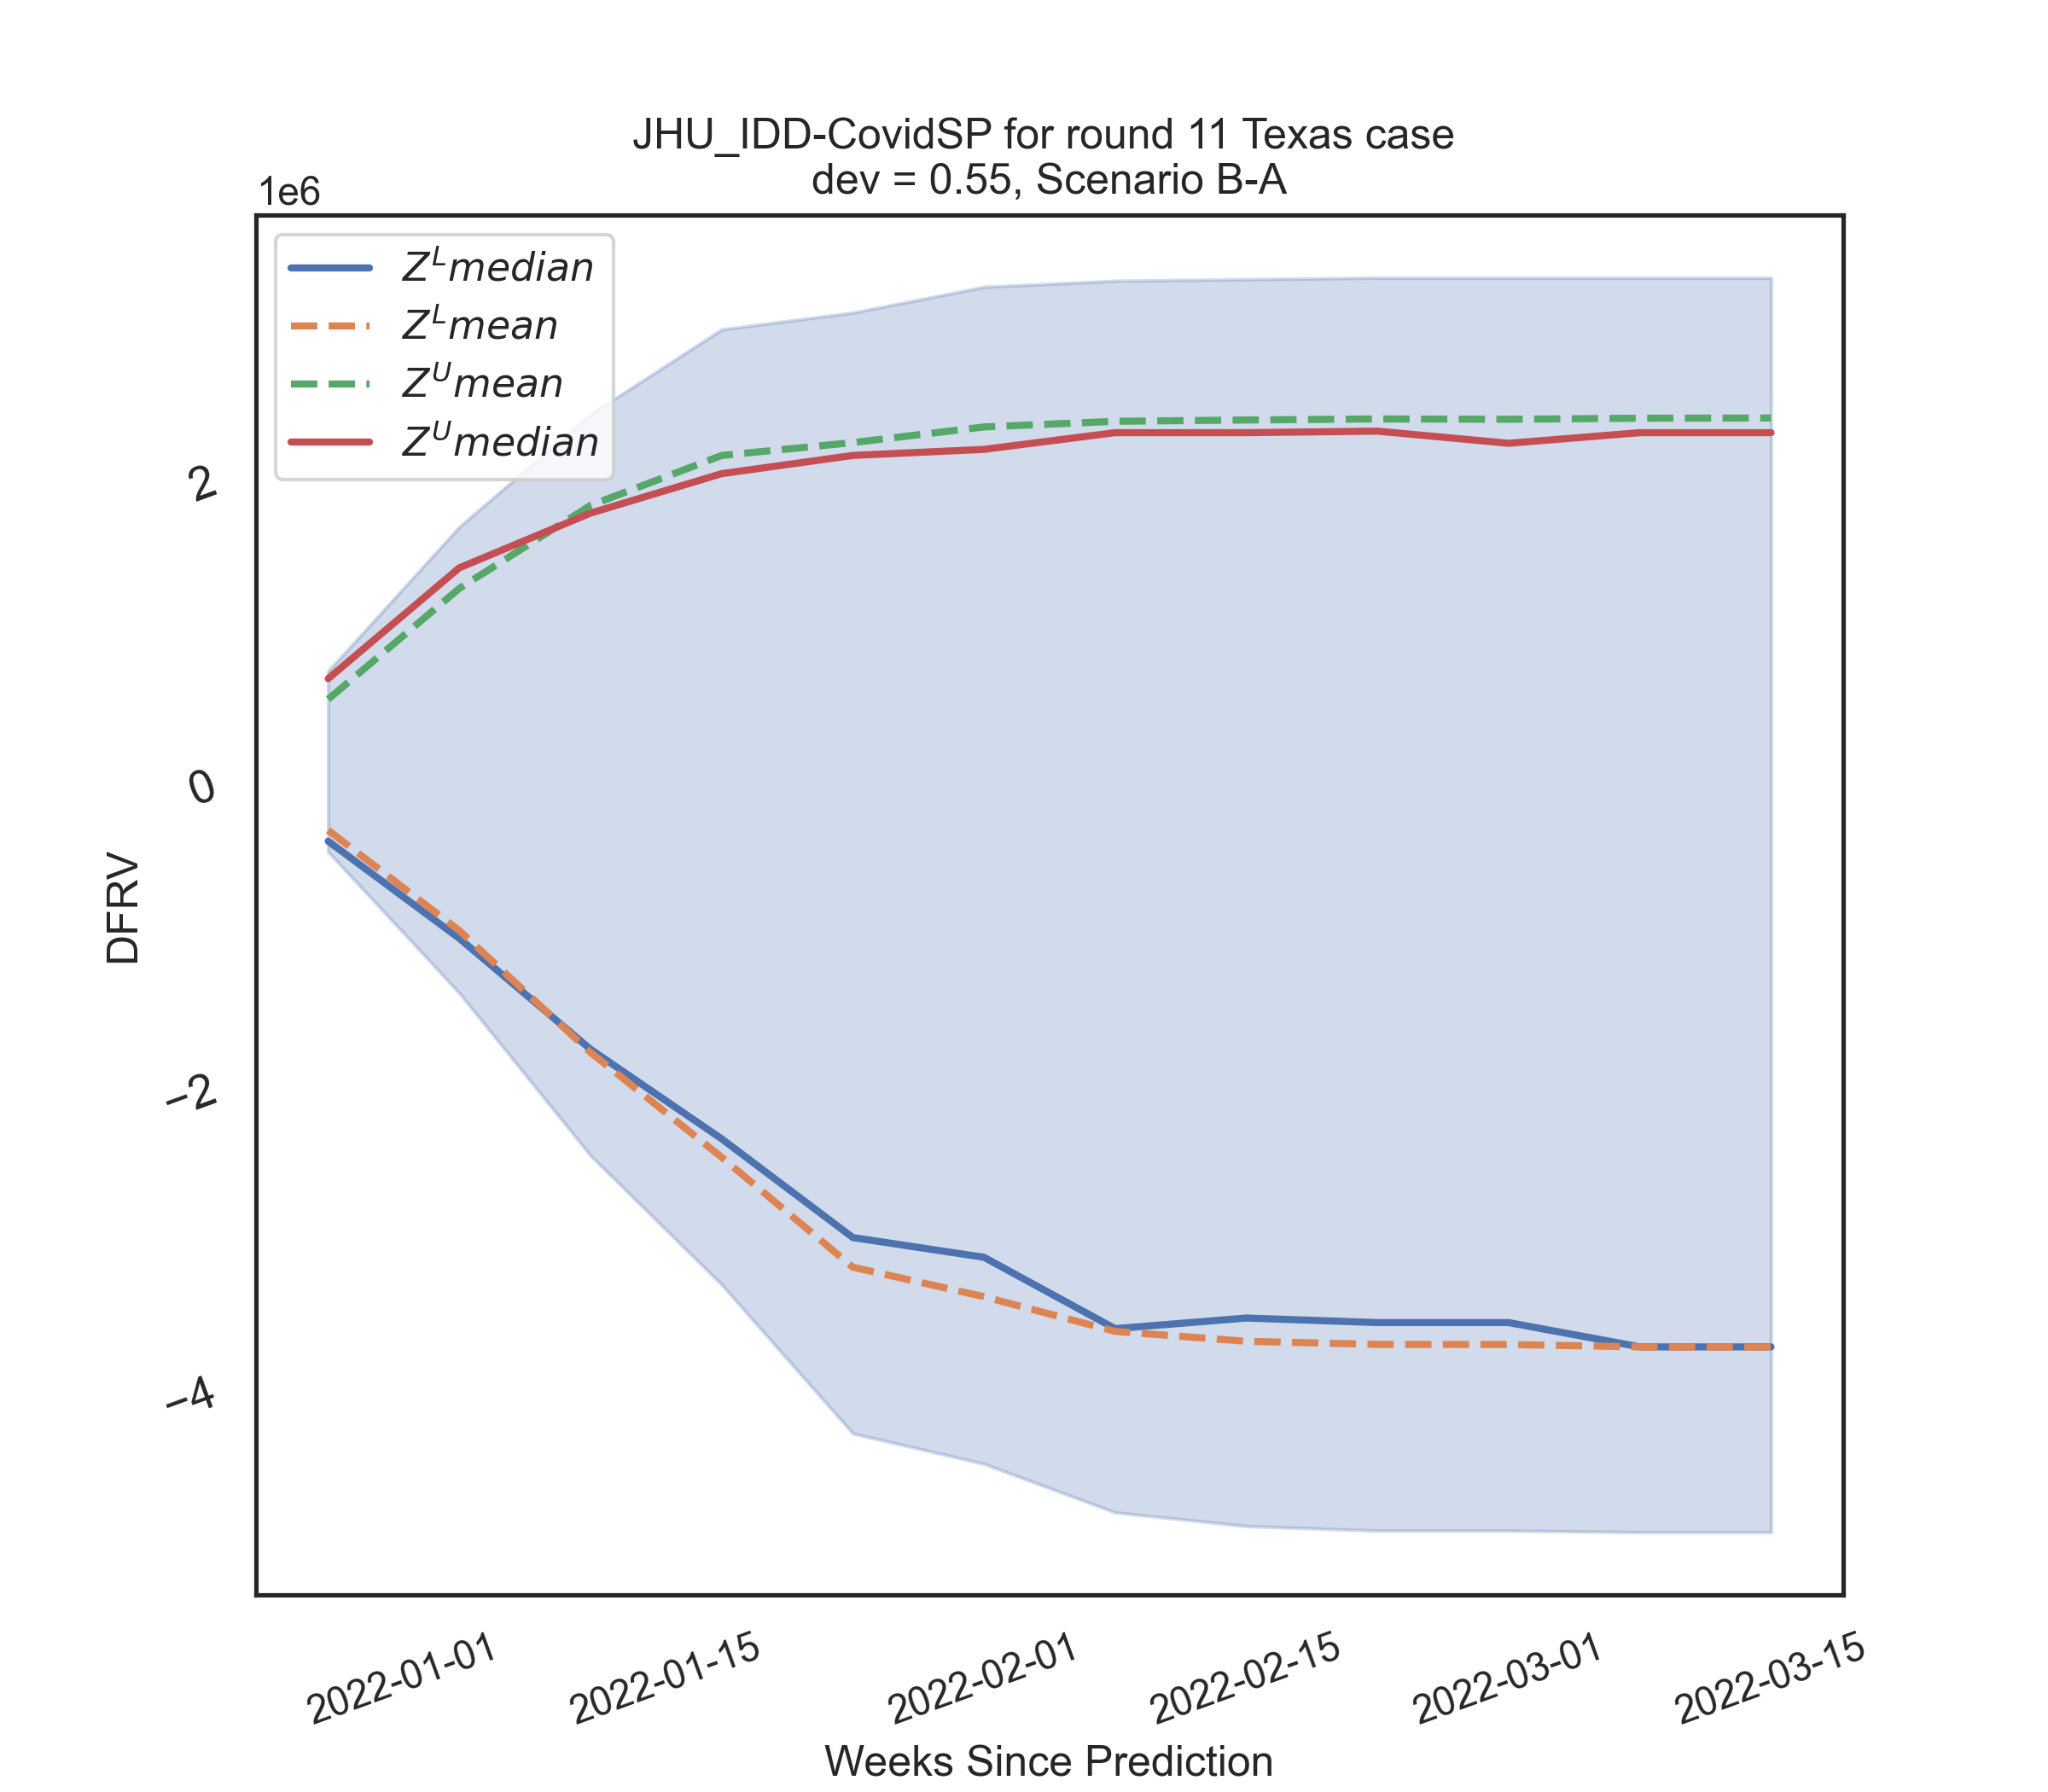 JHU_IDD-CovidSP for round 11 Texas case
dev = 0.55, Scenario B-A
1e6
Z^L median
Z^L mean
Z^U mean
Z^U median
2
0
−2
−4
DFRV
2022-01-01
2022-01-15
2022-02-01
2022-02-15
2022-03-01
2022-03-15
Weeks Since Prediction